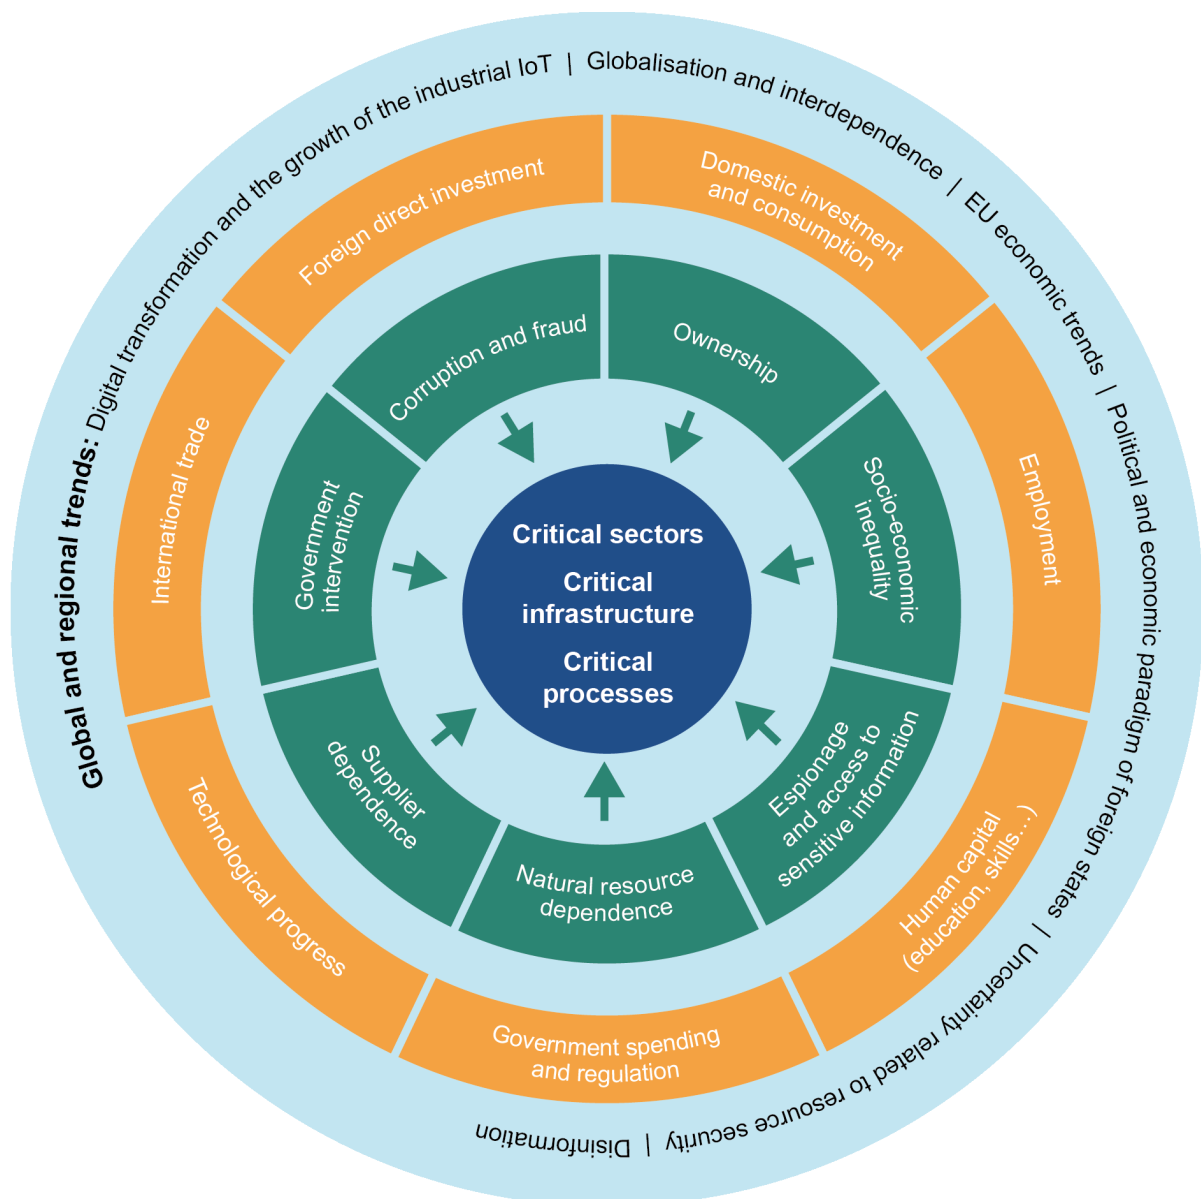 Global and regional trends: Digital transformation and the growth of the industrial IoT | Globalisation and interdependence | EU economic trends | Political and economic paradigm of foreign states | Uncertainty related to resource security | Disinformation
Foreign direct investment
Domestic investment
and consumption
Employment
Human capital
(education, skills…)
Government spending
and regulation
Technological progress
International trade
Corruption and fraud
Ownership
Socio-economic
inequality
Espionage
and access to
sensitive information
Natural resource
dependence
Supplier
dependence
Government
intervention
Critical sectors
Critical
infrastructure
Critical
processes